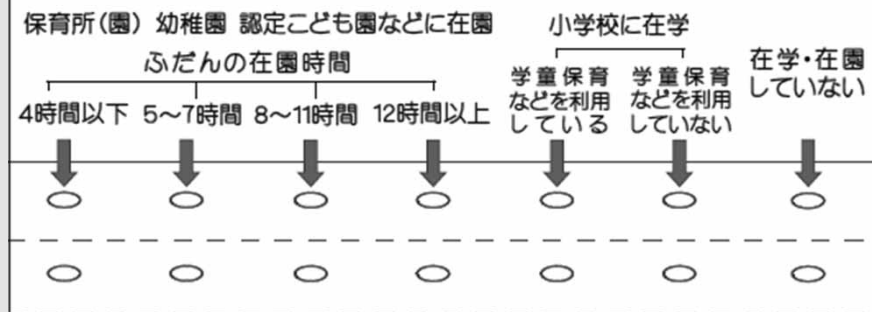 保育所(園) 幼稚園 認定こども園などに在園
ふだんの在園時間
4時間以下 5〜7時間 8〜11時間 12時間以上
小学校に在学
学童保育
などを利用
している
学童保育
などを利用
していない
在学・在園
していない